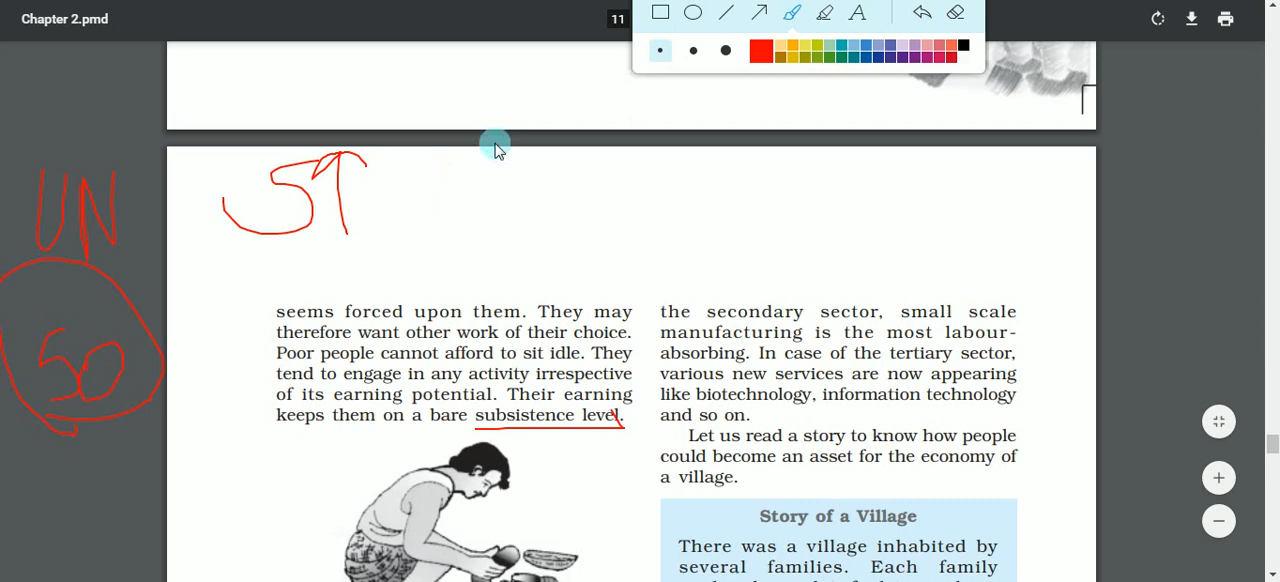 Chapter 2.pmd
11
A
UN
50
seems forced upon them. They may
therefore want other work of their choice.
Poor people cannot afford to sit idle. They
tend to engage in any activity irrespective
of its earning potential. Their earning
keeps them on a bare subsistence level.
the secondary sector, small scale
manufacturing is the most labour-
absorbing. In case of the tertiary sector,
various new services are now appearing
like biotechnology, information technology
and so on.
Let us read a story to know how people
could become an asset for the economy of
a village.
Story of a Village
There was a village inhabited by
several families. Each family